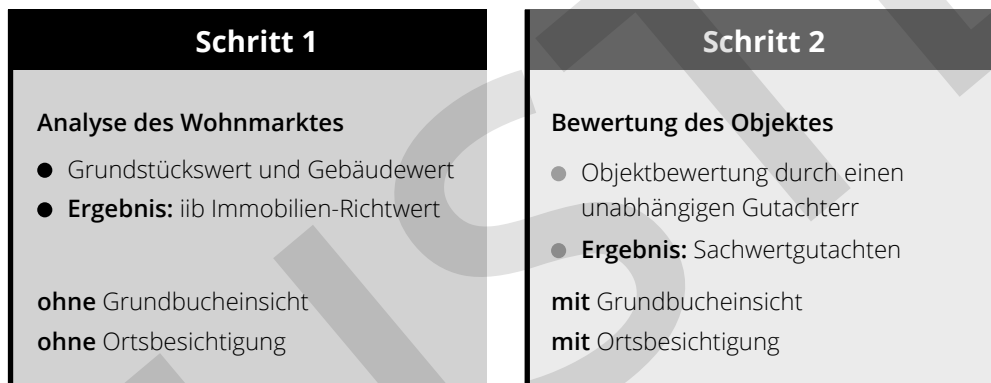 Schritt 1
Analyse des Wohnmarktes
Grundstückswert und Gebäudewert
Ergebnis: iib Immobilien-Richtwert
ohne Grundbucheinsicht
ohne Ortsbesichtigung
Schritt 2
Bewertung des Objektes
Objektbewertung durch einen
unabhängigen Gutachterr
Ergebnis: Sachwertgutachten
mit Grundbucheinsicht
mit Ortsbesichtigung